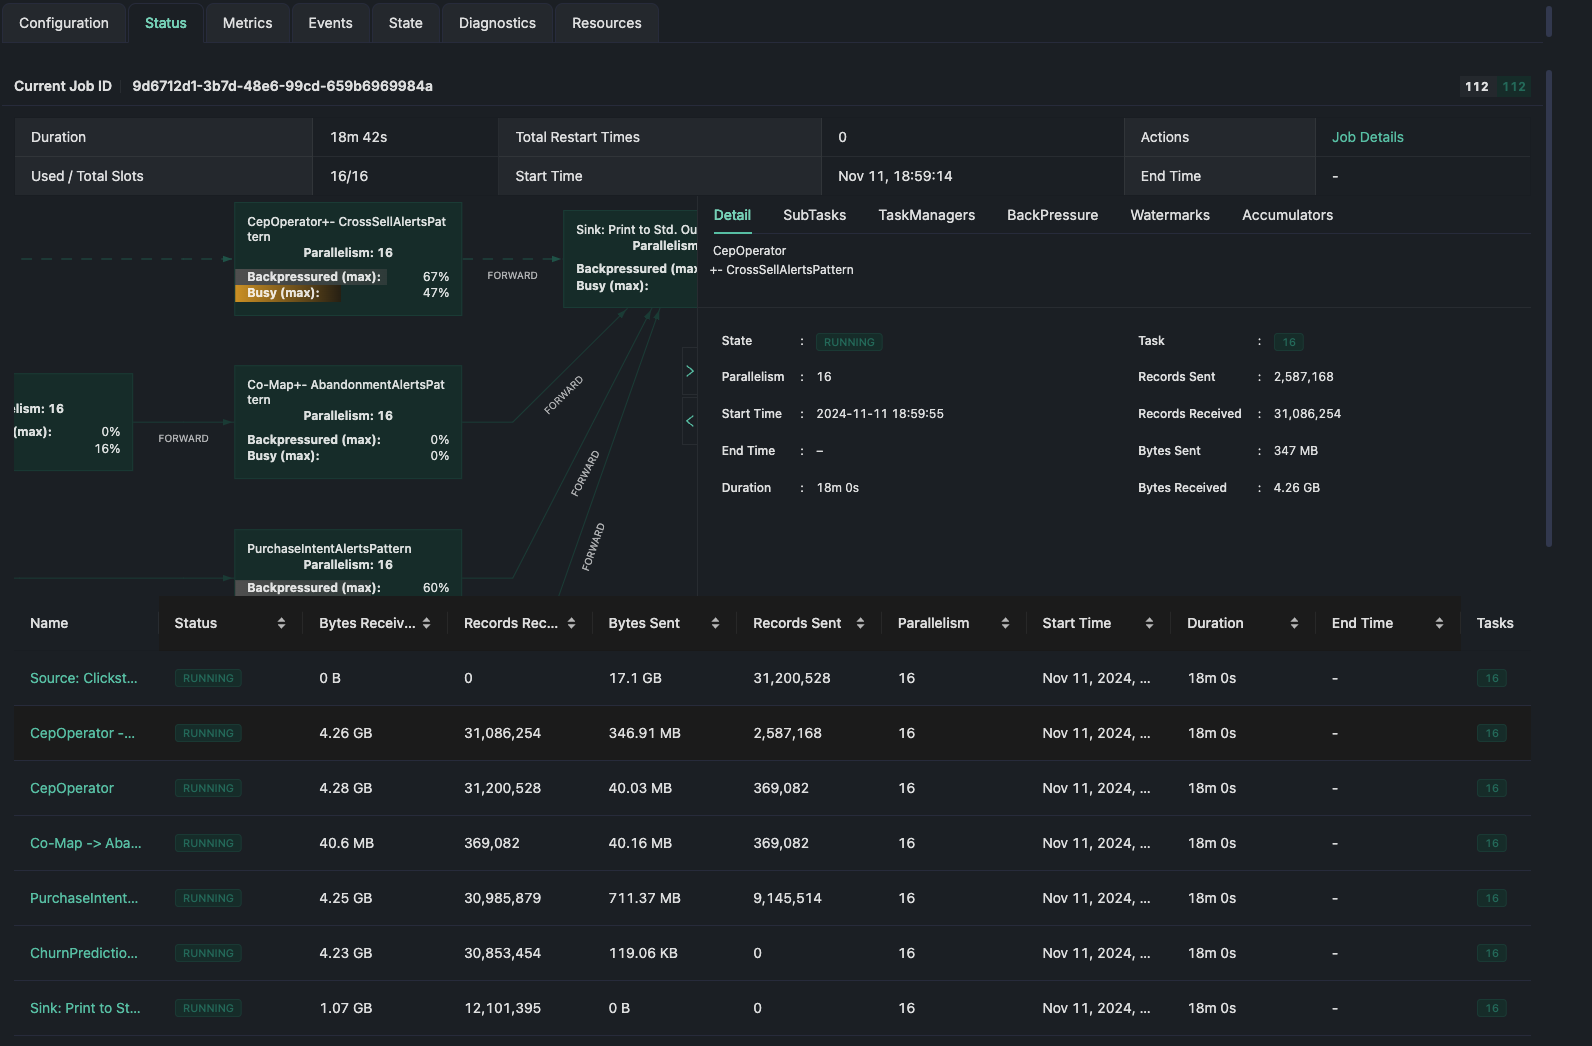 Configuration
Status
Metrics
Events
State
Diagnostics
Resources
Current Job ID
9d6712d1-3b7d-48e6-99cd-659b6969984a
112 112
Duration 18m 42s Total Restart Times 0 Actions Job Details
Used / Total Slots 16/16 Start Time Nov 11, 18:59:14 End Time -
CepOperator+- CrossSellAlertsPat
tern
Parallelism: 16
Backpressured (max): 67%
Busy (max): 47%
FORWARD
Sink: Print to Std. Ou
Parallelism
Backpressured (max
Busy (max):
lism: 16
(max): 0%
16%
FORWARD
Co-Map+- AbandonmentAlertsPat
tern
Parallelism: 16
Backpressured (max): 0%
Busy (max): 0%
FORWARD
FORWARD
FORWARD
PurchaseIntentAlertsPattern
Parallelism: 16
Backpressured (max): 60%
Detail SubTasks TaskManagers BackPressure Watermarks Accumulators
CepOperator
+- CrossSellAlertsPattern
State : RUNNING Task : 16
Parallelism : 16 Records Sent : 2,587,168
Start Time : 2024-11-11 18:59:55 Records Received : 31,086,254
End Time : – Bytes Sent : 347 MB
Duration : 18m 0s Bytes Received : 4.26 GB
Name Status Bytes Receiv... Records Rec... Bytes Sent Records Sent Parallelism Start Time Duration End Time Tasks
Source: Clickst... RUNNING 0 B 0 17.1 GB 31,200,528 16 Nov 11, 2024, ... 18m 0s - 16
CepOperator -... RUNNING 4.26 GB 31,086,254 346.91 MB 2,587,168 16 Nov 11, 2024, ... 18m 0s - 16
CepOperator RUNNING 4.28 GB 31,200,528 40.03 MB 369,082 16 Nov 11, 2024, ... 18m 0s - 16
Co-Map -> Aba... RUNNING 40.6 MB 369,082 40.16 MB 369,082 16 Nov 11, 2024, ... 18m 0s - 16
PurchaseIntent... RUNNING 4.25 GB 30,985,879 711.37 MB 9,145,514 16 Nov 11, 2024, ... 18m 0s - 16
ChurnPredictio... RUNNING 4.23 GB 30,853,454 119.06 KB 0 16 Nov 11, 2024, ... 18m 0s - 16
Sink: Print to St... RUNNING 1.07 GB 12,101,395 0 B 0 16 Nov 11, 2024, ... 18m 0s - 16